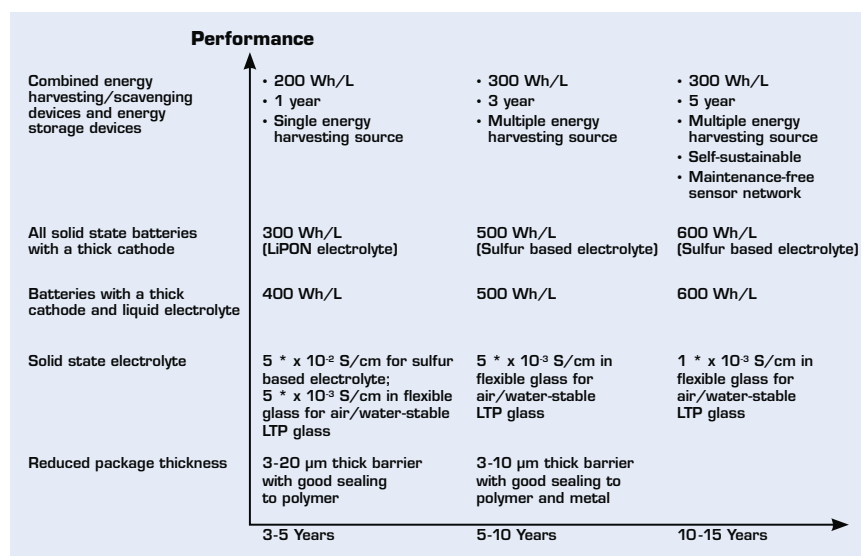 Performance
Combined energy
harvesting/scavenging
devices and energy
storage devices
• 200 Wh/L
• 1 year
• Single energy
harvesting source
• 300 Wh/L
• 3 year
• Multiple energy
harvesting source
• 300 Wh/L
• 5 year
• Multiple energy
harvesting source
• Self-sustainable
• Maintenance-free
sensor network
All solid state batteries
with a thick cathode
300 Wh/L
(LiPON electrolyte)
500 Wh/L
(Sulfur based electrolyte)
600 Wh/L
(Sulfur based electrolyte)
Batteries with a thick
cathode and liquid electrolyte
400 Wh/L
500 Wh/L
600 Wh/L
Solid state electrolyte
5 * x 10⁻² S/cm for sulfur
based electrolyte;
5 * x 10⁻³ S/cm in flexible
glass for air/water-stable
LTP glass
5 * x 10⁻³ S/cm in
flexible glass for
air/water-stable
LTP glass
1 * x 10⁻³ S/cm in
flexible glass for
air/water-stable
LTP glass
Reduced package thickness
3-20 µm thick barrier
with good sealing
to polymer
3-10 µm thick barrier
with good sealing to
polymer and metal
3-5 Years
5-10 Years
10-15 Years